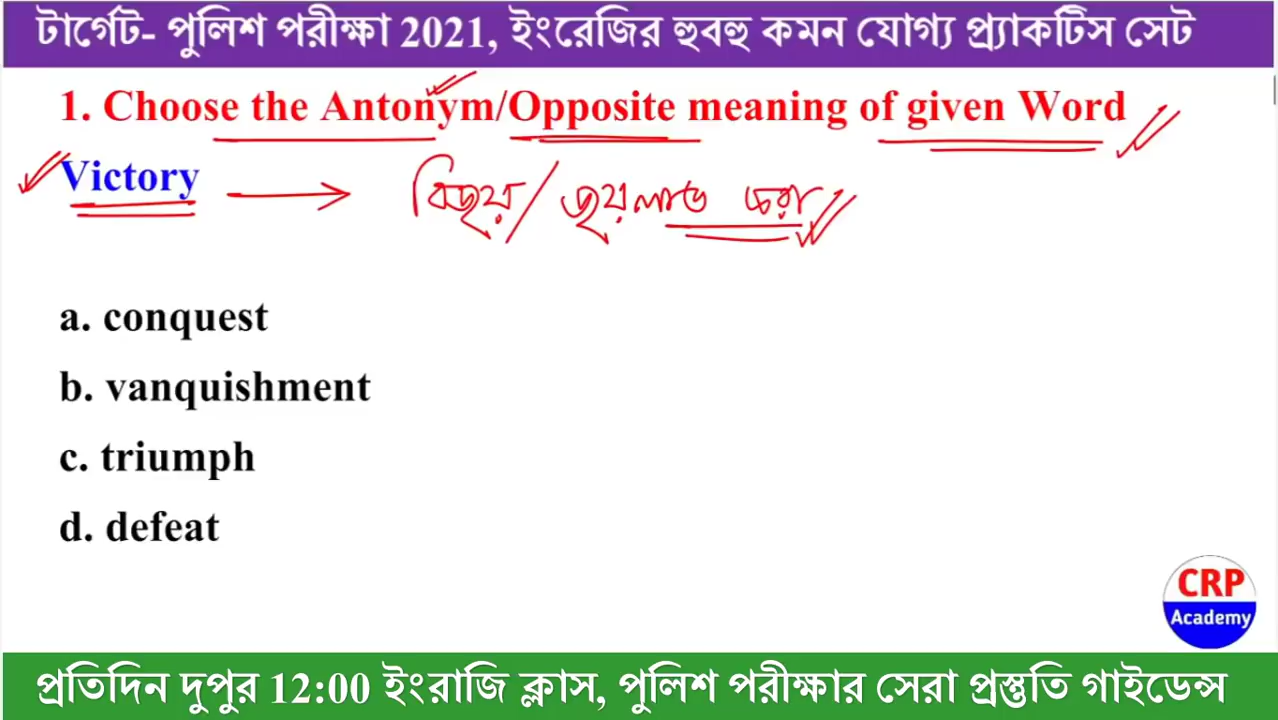 টার্গেট- পুলিশ পরীক্ষা 2021, ইংরেজির হুবহু কমন যোগ্য প্র্যাকটিস সেট
1. Choose the Antonym/Opposite meaning of given Word
Victory বিজয়/জয়লাভ করা
a. conquest
b. vanquishment
c. triumph
d. defeat
CRP
Academy
প্রতিদিন দুপুর 12:00 ইংরাজি ক্লাস, পুলিশ পরীক্ষার সেরা প্রস্তুতি গাইডেন্স